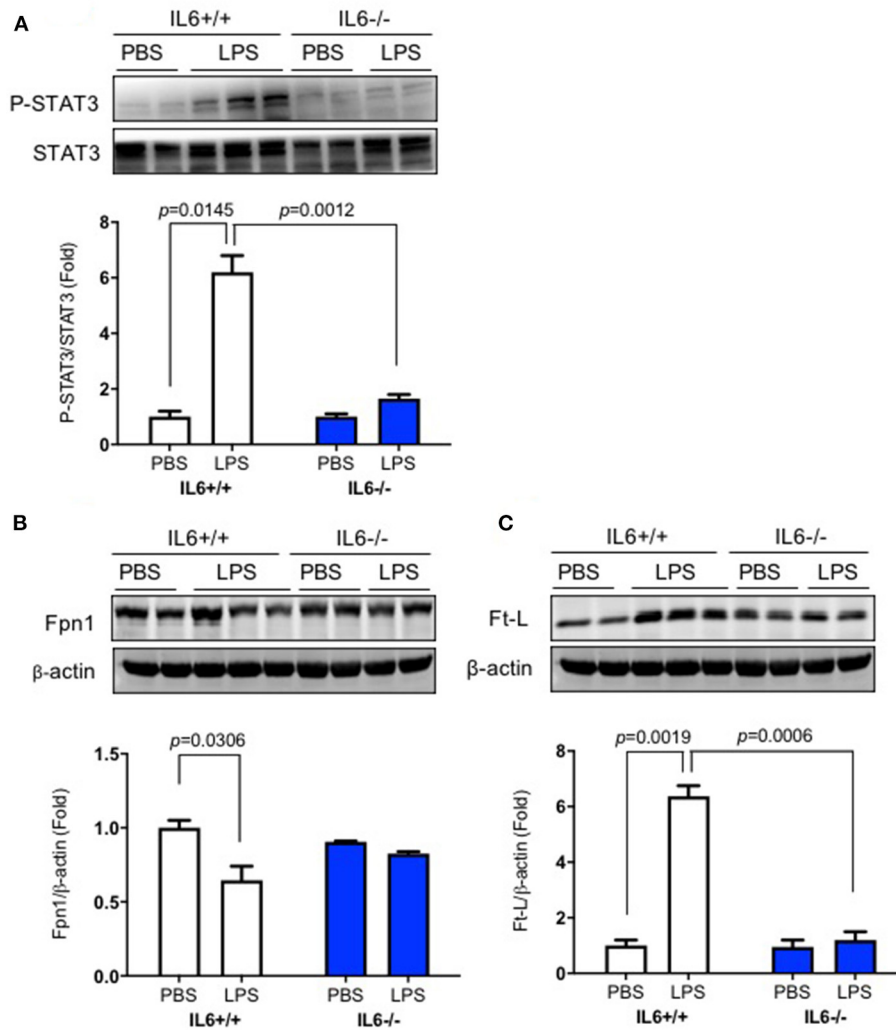 A
IL6+/+ IL6-/-
PBS LPS PBS LPS
P-STAT3
STAT3
p=0.0145 p=0.0012
P-STAT3/STAT3 (Fold)
8
6
4
2
0
PBS LPS PBS LPS
IL6+/+ IL6-/-
B
IL6+/+ IL6-/-
PBS LPS PBS LPS
Fpn1
β-actin
p=0.0306
Fpn1/β-actin (Fold)
1.5
1.0
0.5
0.0
PBS LPS PBS LPS
IL6+/+ IL6-/-
C
IL6+/+ IL6-/-
PBS LPS PBS LPS
Ft-L
β-actin
p=0.0019 p=0.0006
Ft-L/β-actin (Fold)
8
6
4
2
0
PBS LPS PBS LPS
IL6+/+ IL6-/-